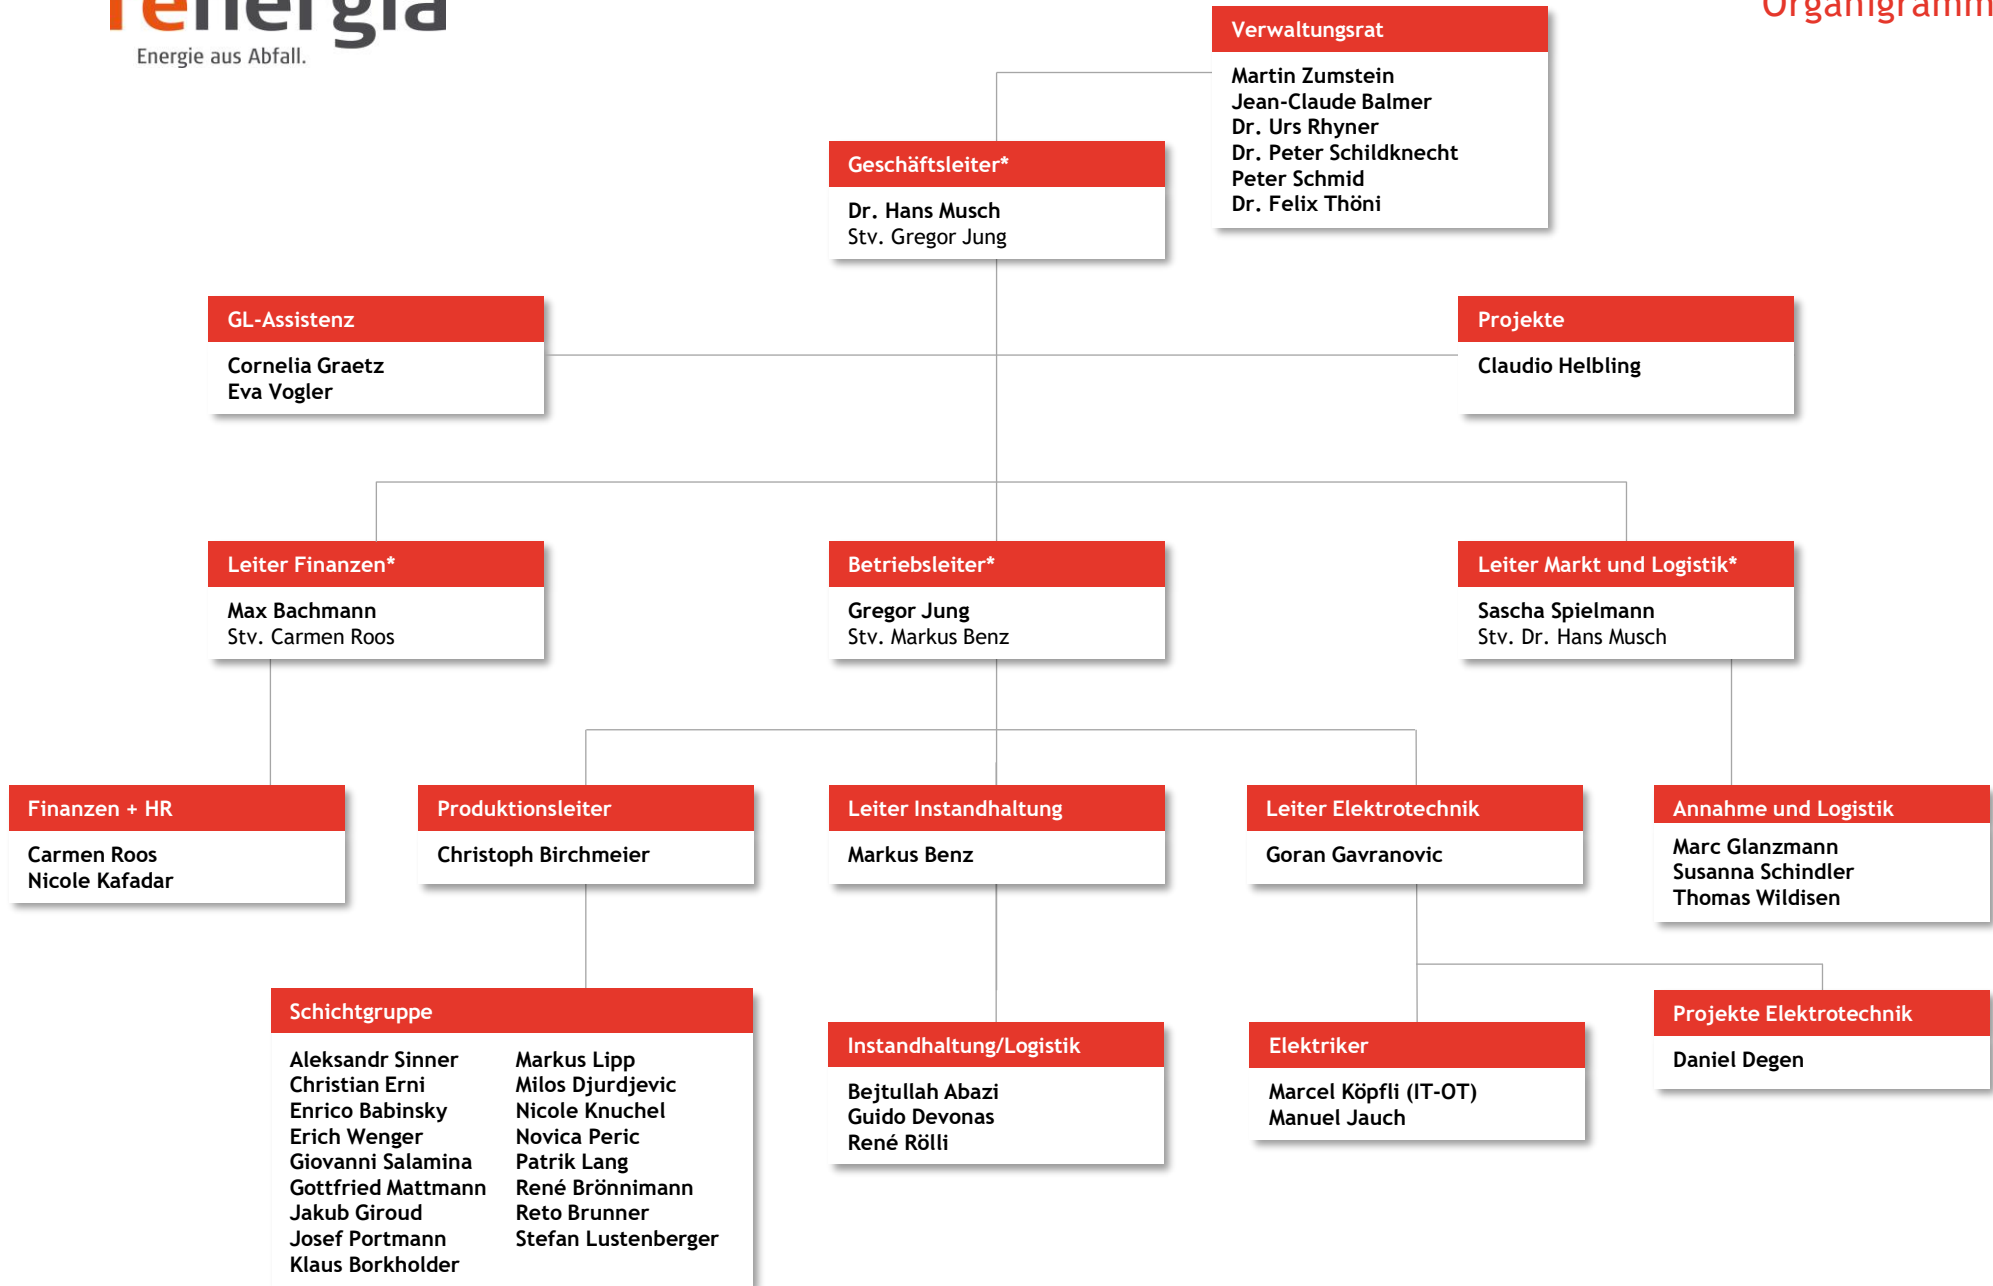 renergia
Energie aus Abfall.
Organigramm
Verwaltungsrat
Martin Zumstein
Jean-Claude Balmer
Dr. Urs Rhyner
Dr. Peter Schildknecht
Peter Schmid
Dr. Felix Thöni
Geschäftsleiter*
Dr. Hans Musch
Stv. Gregor Jung
GL-Assistenz
Cornelia Graetz
Eva Vogler
Projekte
Claudio Helbling
Leiter Finanzen*
Max Bachmann
Stv. Carmen Roos
Betriebsleiter*
Gregor Jung
Stv. Markus Benz
Leiter Markt und Logistik*
Sascha Spielmann
Stv. Dr. Hans Musch
Finanzen + HR
Carmen Roos
Nicole Kafadar
Produktionsleiter
Christoph Birchmeier
Leiter Instandhaltung
Markus Benz
Leiter Elektrotechnik
Goran Gavranovic
Annahme und Logistik
Marc Glanzmann
Susanna Schindler
Thomas Wildisen
Schichtgruppe
Aleksandr Sinner
Christian Erni
Enrico Babinsky
Erich Wenger
Giovanni Salamina
Gottfried Mattmann
Jakub Giroud
Josef Portmann
Klaus Borkholder
Markus Lipp
Milos Djurdjevic
Nicole Knuchel
Novica Peric
Patrik Lang
René Brönnimann
Reto Brunner
Stefan Lustenberger
Instandhaltung/Logistik
Bejtullah Abazi
Guido Devonas
René Rölli
Elektriker
Marcel Köpfli (IT-OT)
Manuel Jauch
Projekte Elektrotechnik
Daniel Degen